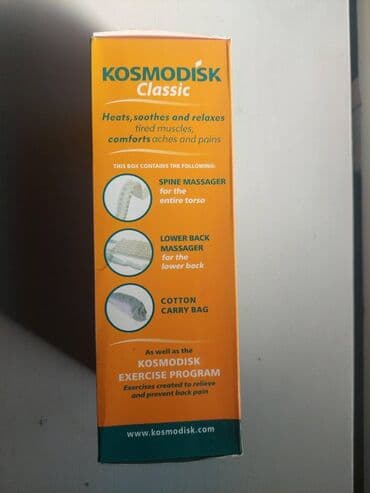 KOSMODISK
Classic
Heats, soothes and relaxes
tired muscles,
comforts aches and pains
THIS BOX CONTAINS THE FOLLOWING:
SPINE MASSAGER
for the
entire torso
LOWER BACK
MASSAGER
for the
lower back
COTTON
CARRY BAG
As well as the
KOSMODISK
EXERCISE PROGRAM
Exercises created to relieve
and prevent back pain
www.kosmodisk.com